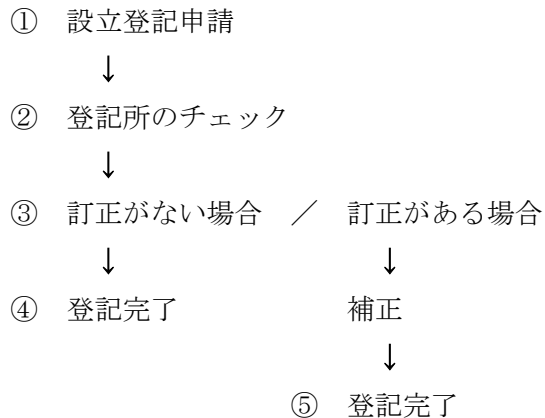 ① 設立登記申請
↓
② 登記所のチェック
↓
③ 訂正がない場合 ／ 訂正がある場合
↓ ↓
④ 登記完了 補正
↓
⑤ 登記完了